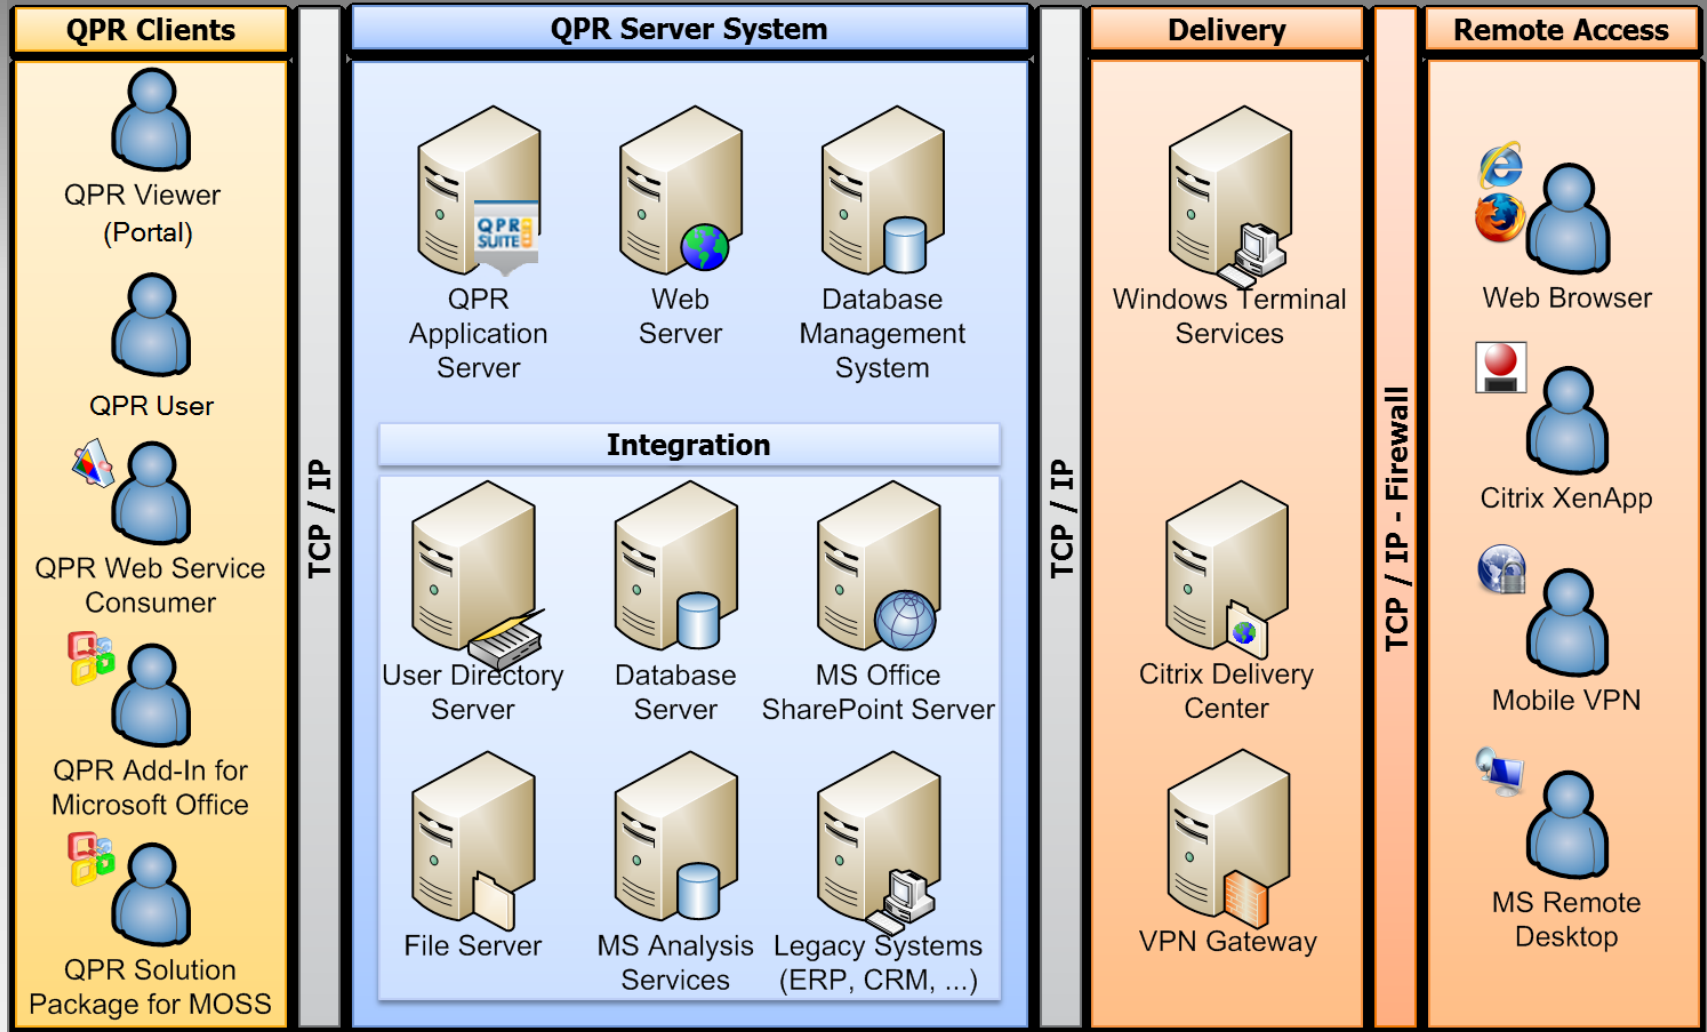 QPR Clients
QPR Viewer
(Portal)
QPR User
QPR Web Service
Consumer
QPR Add-In for
Microsoft Office
QPR Solution
Package for MOSS
TCP / IP
QPR Server System
QPR
SUITE
QPR
Application
Server
Web
Server
Database
Management
System
Integration
User Directory
Server
Database
Server
MS Office
SharePoint Server
File Server
MS Analysis
Services
Legacy Systems
(ERP, CRM, ...)
TCP / IP
Delivery
Windows Terminal
Services
Citrix Delivery
Center
VPN Gateway
TCP / IP - Firewall
Remote Access
Web Browser
Citrix XenApp
Mobile VPN
MS Remote
Desktop